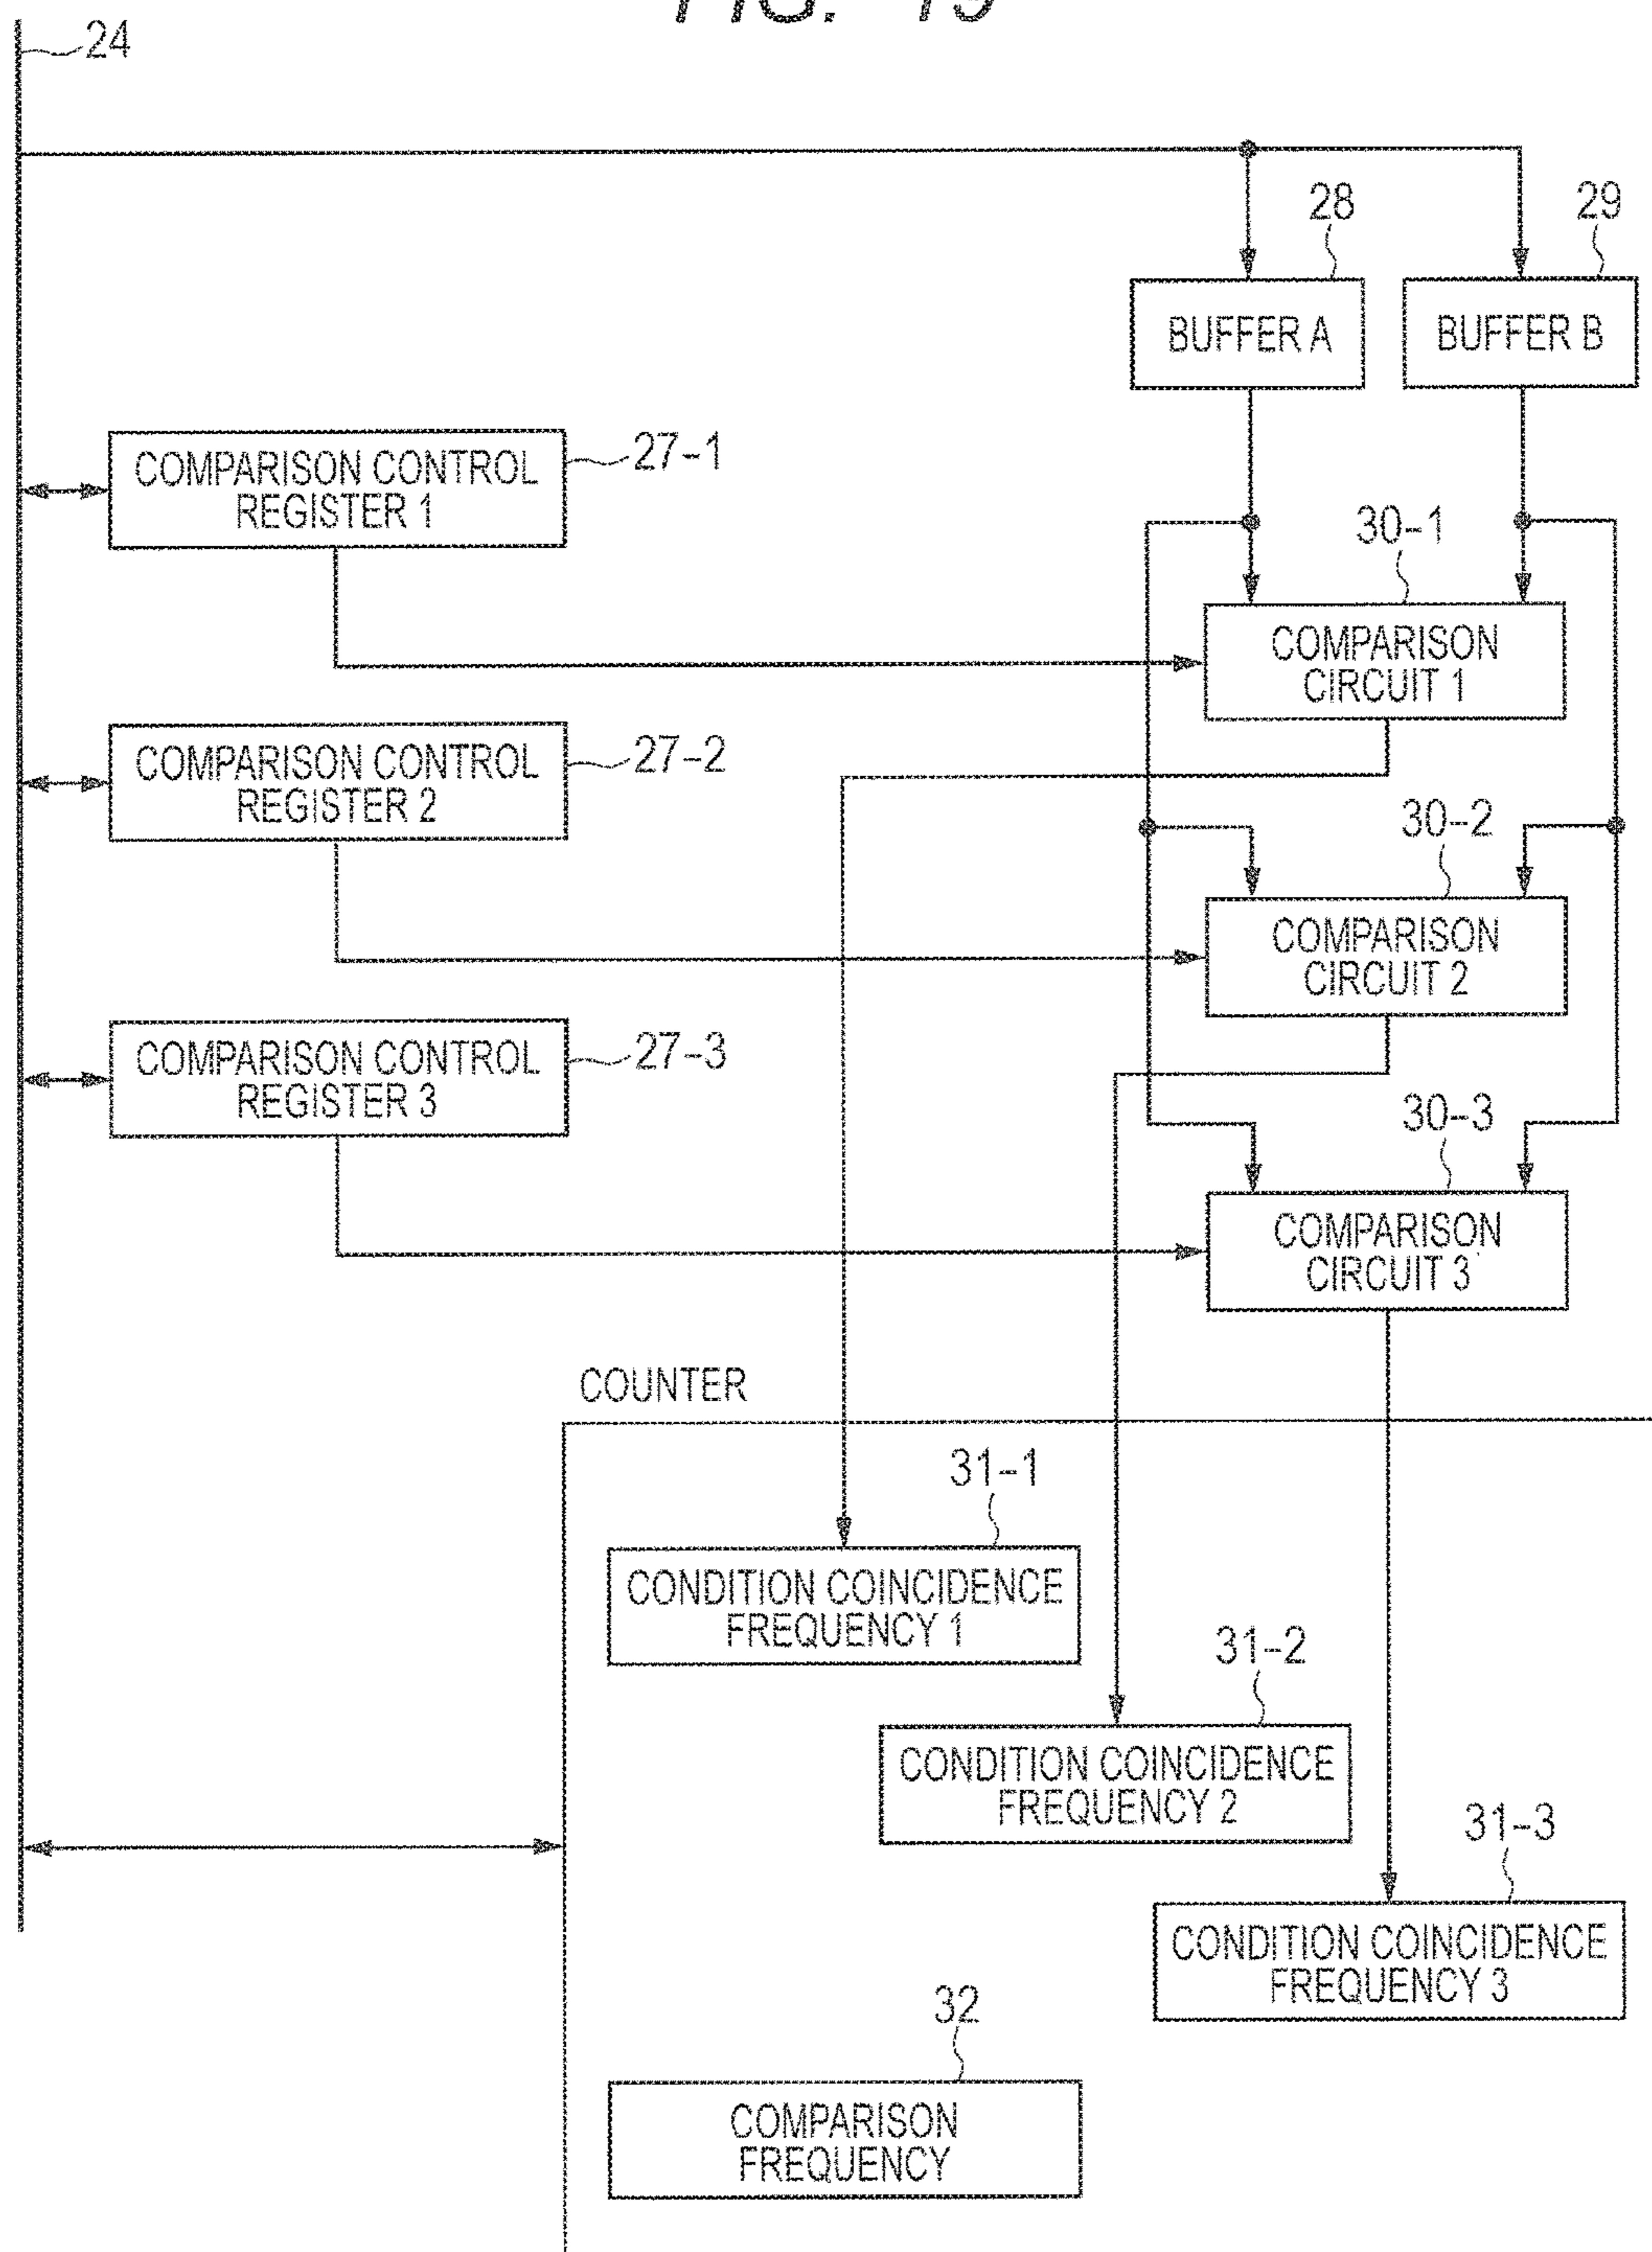 FIG. 19
24
28
29
BUFFER A
BUFFER B
27-1
COMPARISON CONTROL
REGISTER 1
30-1
COMPARISON
CIRCUIT 1
27-2
COMPARISON CONTROL
REGISTER 2
30-2
COMPARISON
CIRCUIT 2
27-3
COMPARISON CONTROL
REGISTER 3
30-3
COMPARISON
CIRCUIT 3
COUNTER
31-1
CONDITION COINCIDENCE
FREQUENCY 1
31-2
CONDITION COINCIDENCE
FREQUENCY 2
31-3
CONDITION COINCIDENCE
FREQUENCY 3
32
COMPARISON
FREQUENCY